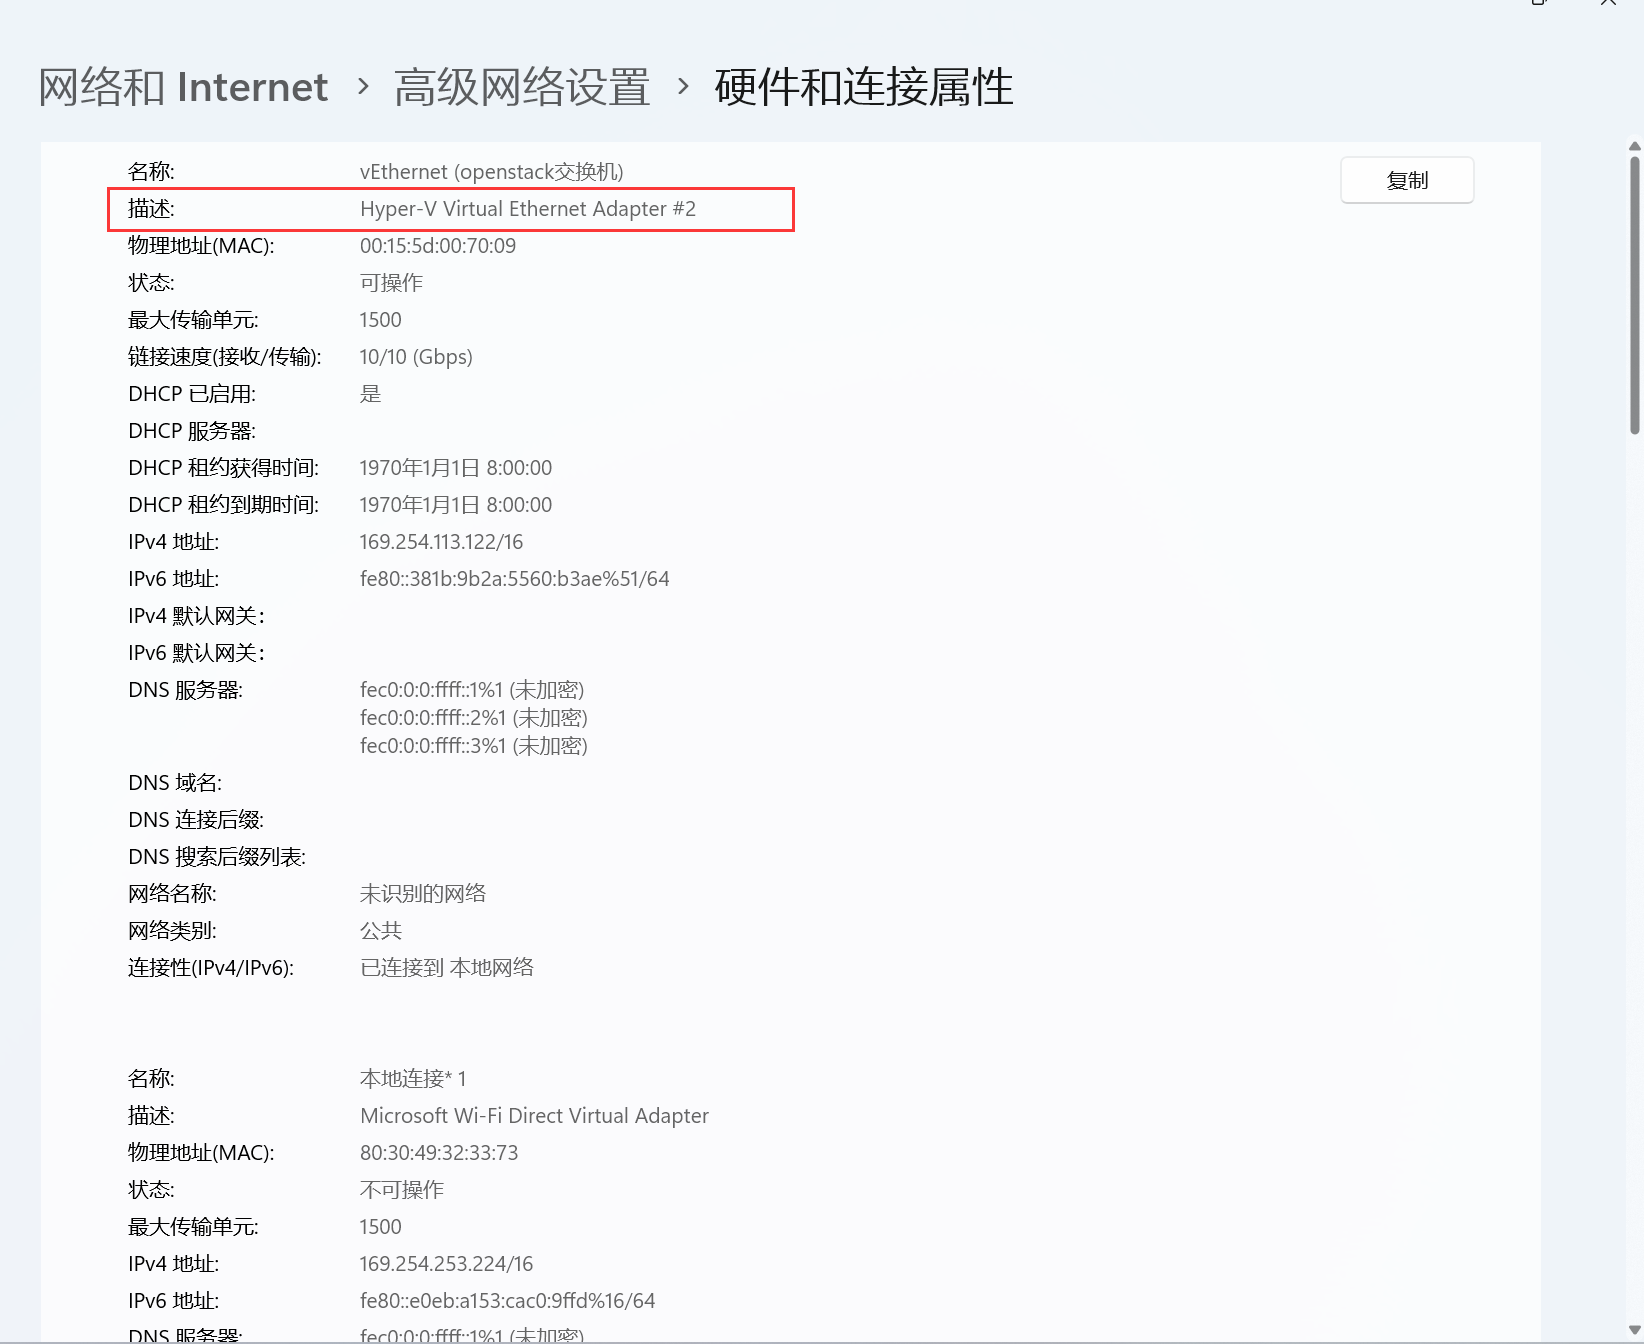 网络和 Internet › 高级网络设置 › 硬件和连接属性
名称: vEthernet (openstack交换机)
复制
描述: Hyper-V Virtual Ethernet Adapter #2
物理地址(MAC): 00:15:5d:00:70:09
状态: 可操作
最大传输单元: 1500
链接速度(接收/传输): 10/10 (Gbps)
DHCP 已启用: 是
DHCP 服务器:
DHCP 租约获得时间: 1970年1月1日 8:00:00
DHCP 租约到期时间: 1970年1月1日 8:00:00
IPv4 地址: 169.254.113.122/16
IPv6 地址: fe80::381b:9b2a:5560:b3ae%51/64
IPv4 默认网关:
IPv6 默认网关:
DNS 服务器: fec0:0:0:ffff::1%1 (未加密)
fec0:0:0:ffff::2%1 (未加密)
fec0:0:0:ffff::3%1 (未加密)
DNS 域名:
DNS 连接后缀:
DNS 搜索后缀列表:
网络名称: 未识别的网络
网络类别: 公共
连接性(IPv4/IPv6): 已连接到 本地网络
名称: 本地连接* 1
描述: Microsoft Wi-Fi Direct Virtual Adapter
物理地址(MAC): 80:30:49:32:33:73
状态: 不可操作
最大传输单元: 1500
IPv4 地址: 169.254.253.224/16
IPv6 地址: fe80::e0eb:a153:cac0:9ffd%16/64
DNS 服务器: fec0:0:0:ffff::1%1 (未加密)